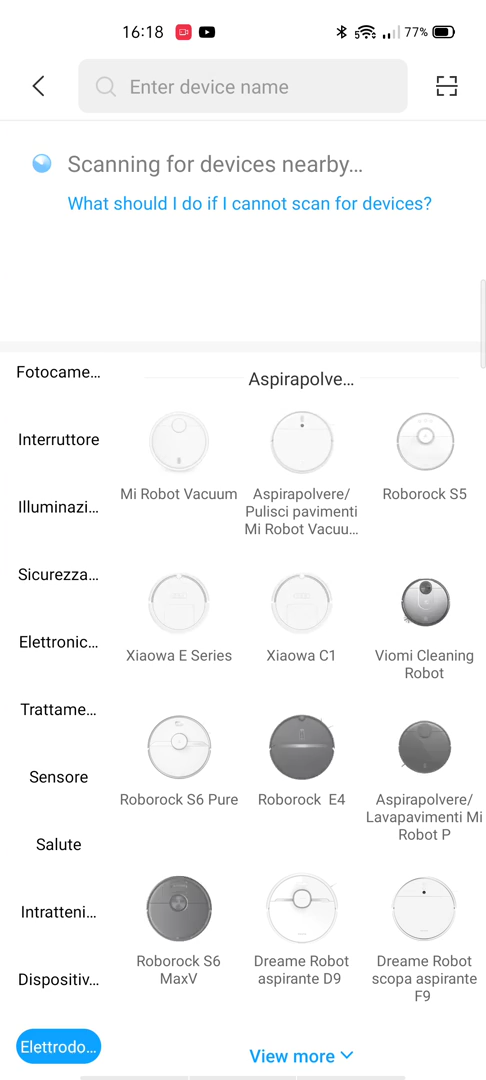 16:18
77%
Enter device name
Scanning for devices nearby...
What should I do if I cannot scan for devices?
Fotocame...
Interruttore
Illuminazi...
Sicurezza...
Elettronic...
Trattame...
Sensore
Salute
Intratteni...
Dispositiv...
Elettrodo...
Aspirapolve...
Mi Robot Vacuum
Aspirapolvere/
Pulisci pavimenti
Mi Robot Vacuu...
Roborock S5
Xiaowa E Series
Xiaowa C1
Viomi Cleaning
Robot
Roborock S6 Pure
Roborock E4
Aspirapolvere/
Lavapavimenti Mi
Robot P
Roborock S6
MaxV
Dreame Robot
aspirante D9
Dreame Robot
scopa aspirante
F9
View more